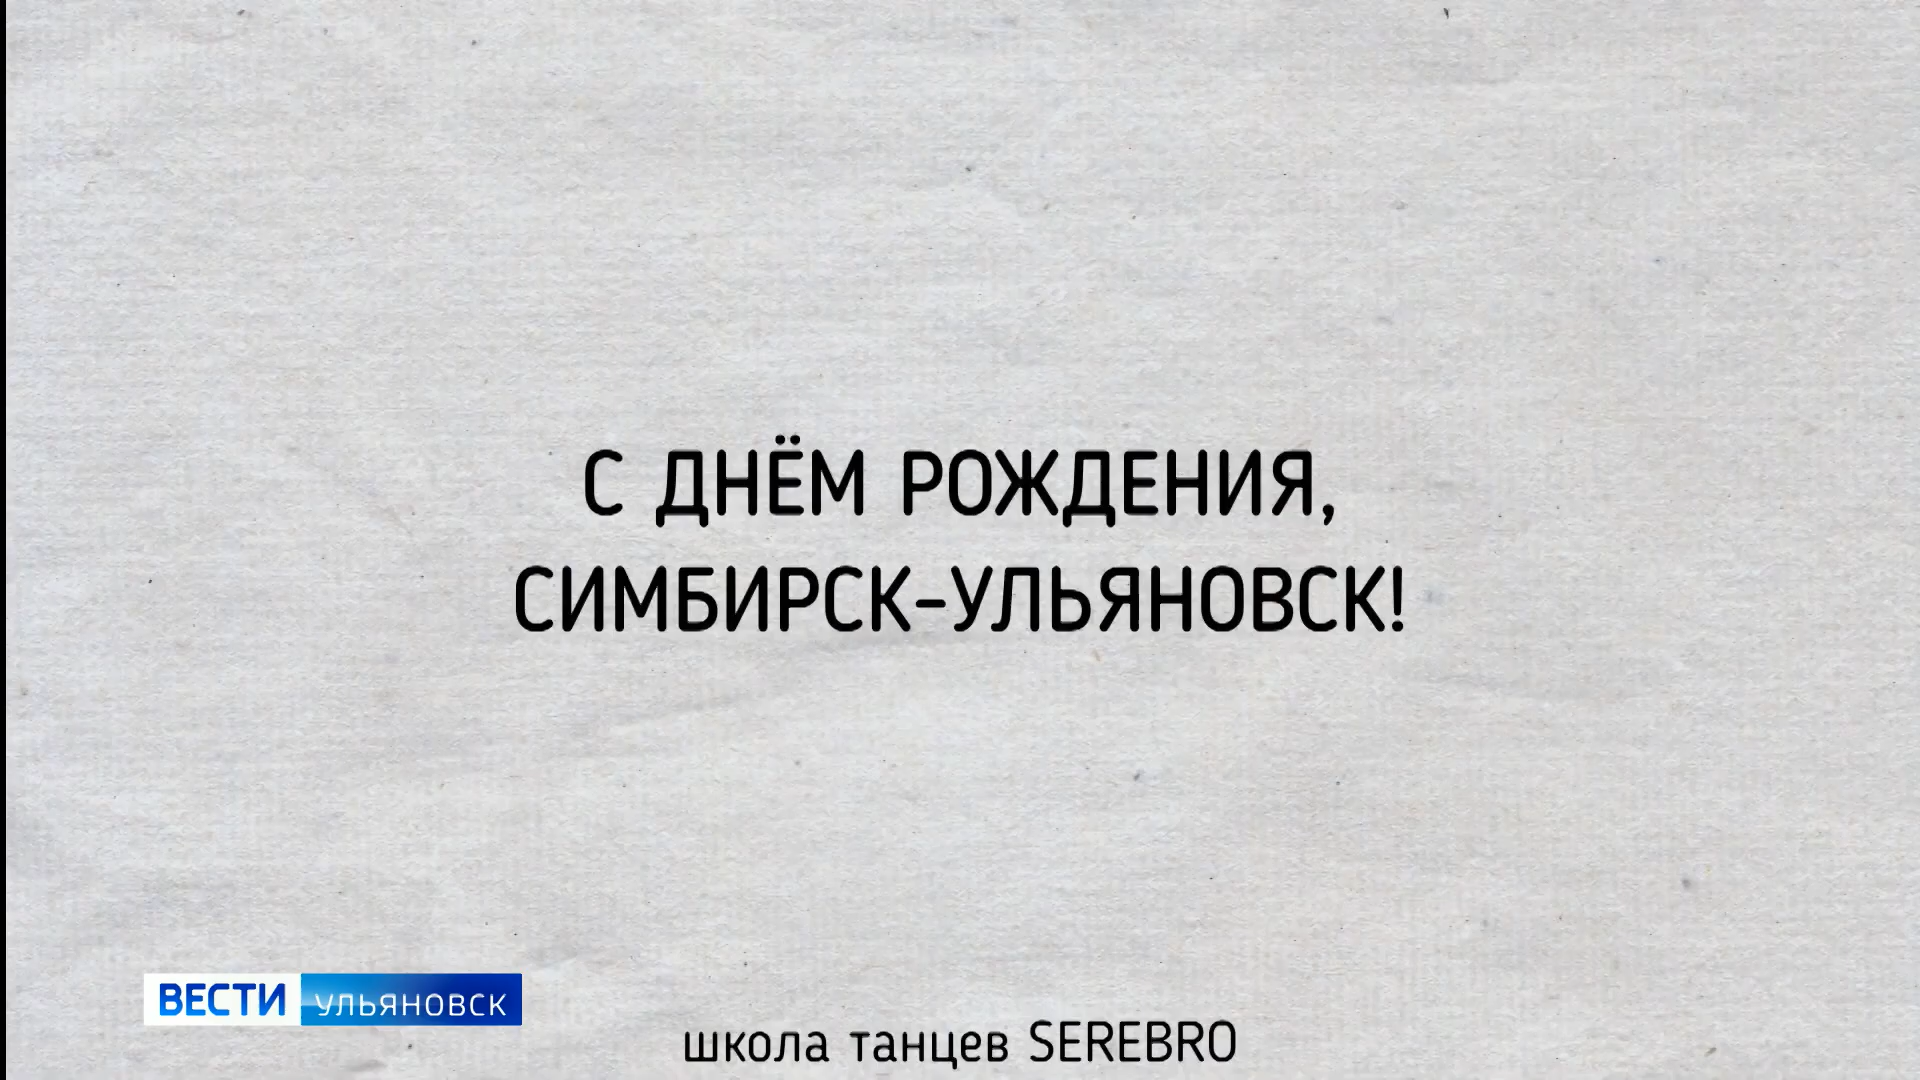 С ДНЁМ РОЖДЕНИЯ,
СИМБИРСК-УЛЬЯНОВСК!
ВЕСТИ УЛЬЯНОВСК
школа танцев SEREBRO